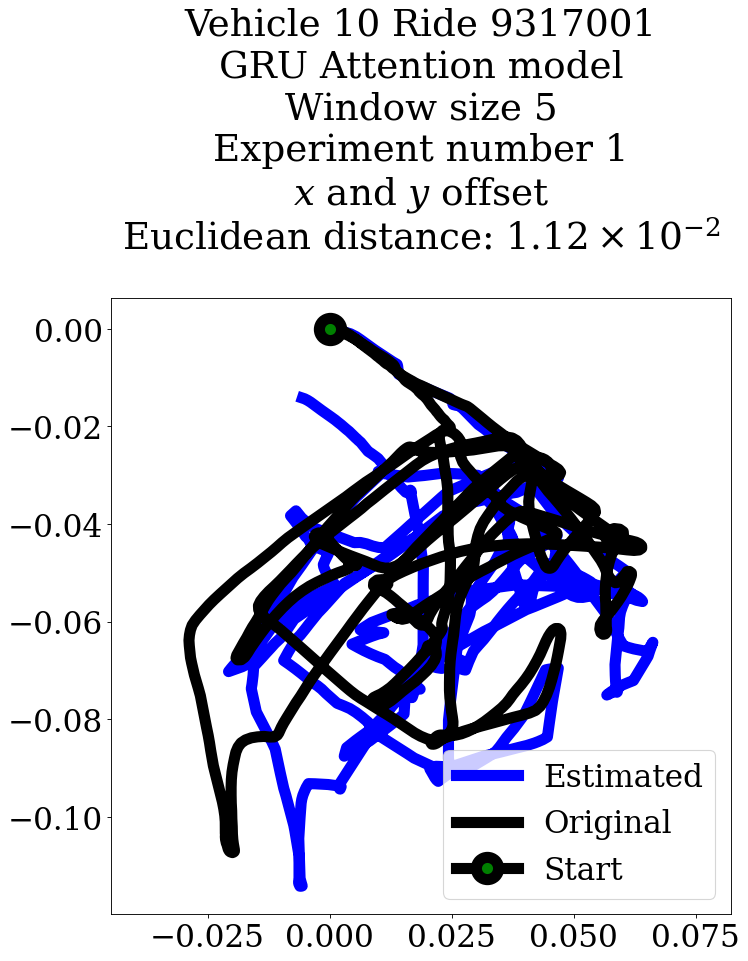 Vehicle 10 Ride 9317001
GRU Attention model
Window size 5
Experiment number 1
x and y offset
Euclidean distance: 1.12 × 10⁻²
0.00
−0.02
−0.04
−0.06
−0.08
−0.10
Estimated
Original
Start
−0.025 0.000 0.025 0.050 0.075